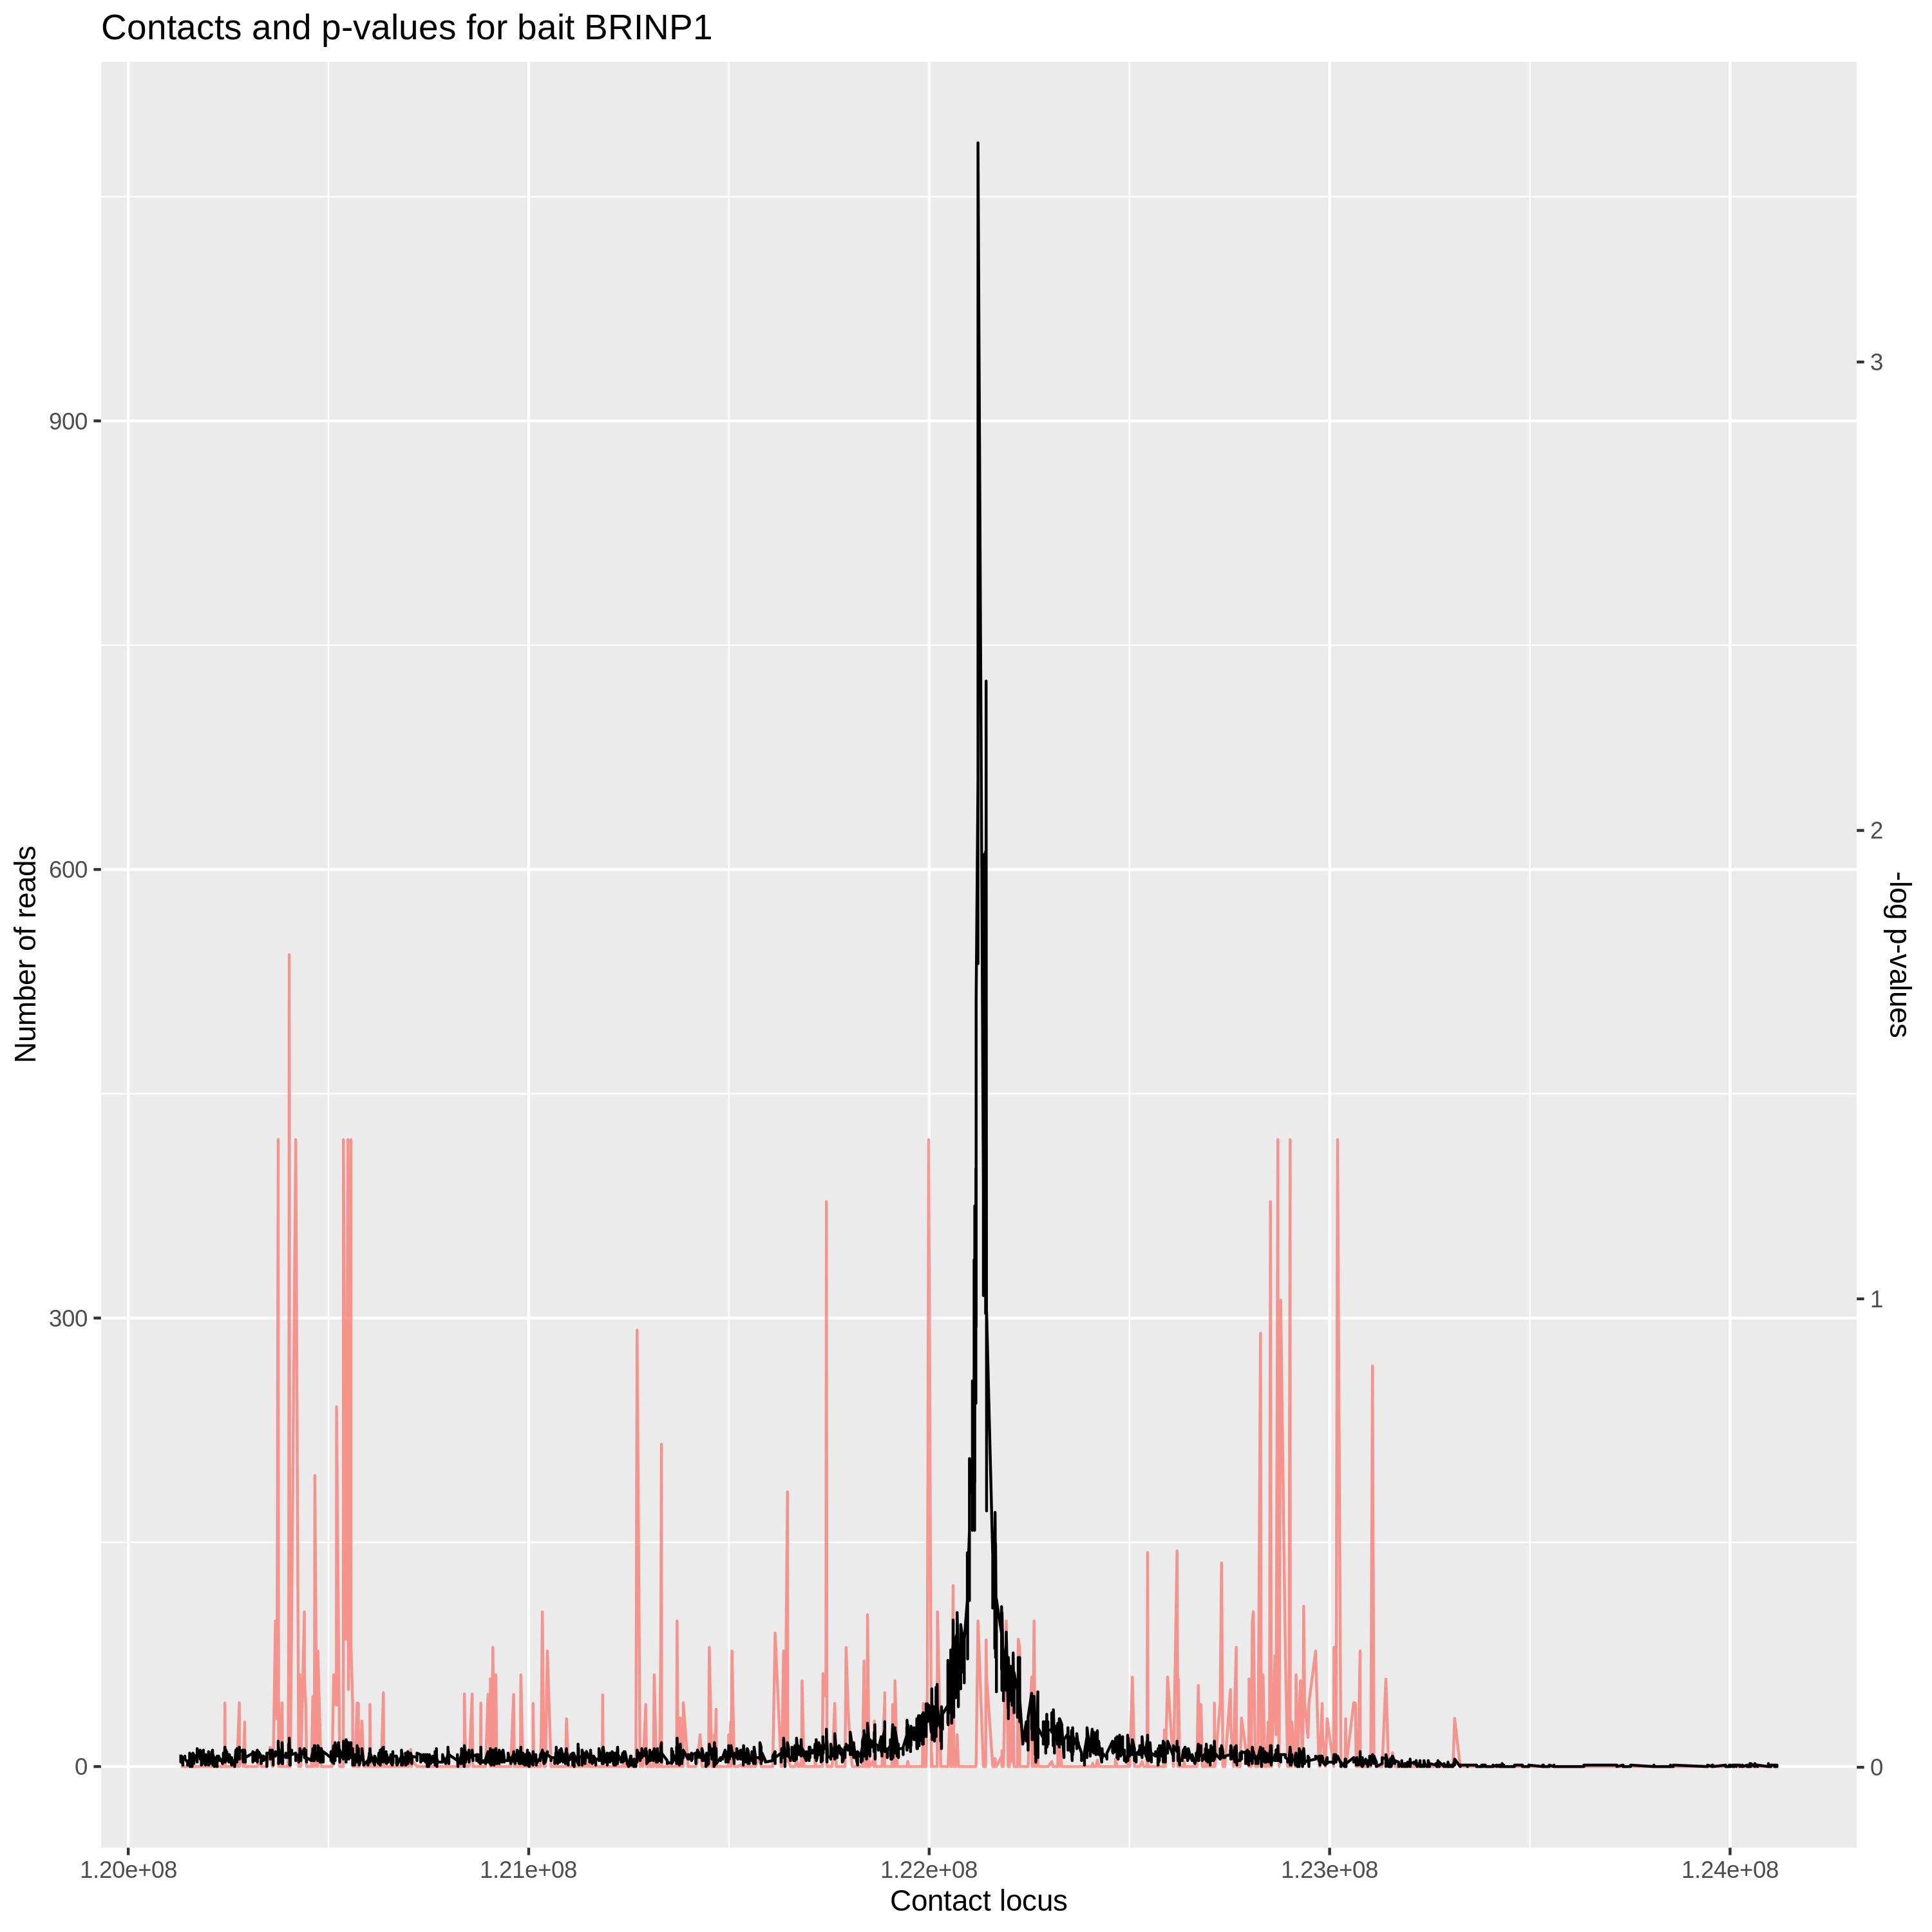 Contacts and p-values for bait BRINP1
900
600
300
0
Number of reads
3
2
1
0
-log p-values
1.20e+08
1.21e+08
1.22e+08
1.23e+08
1.24e+08
Contact locus